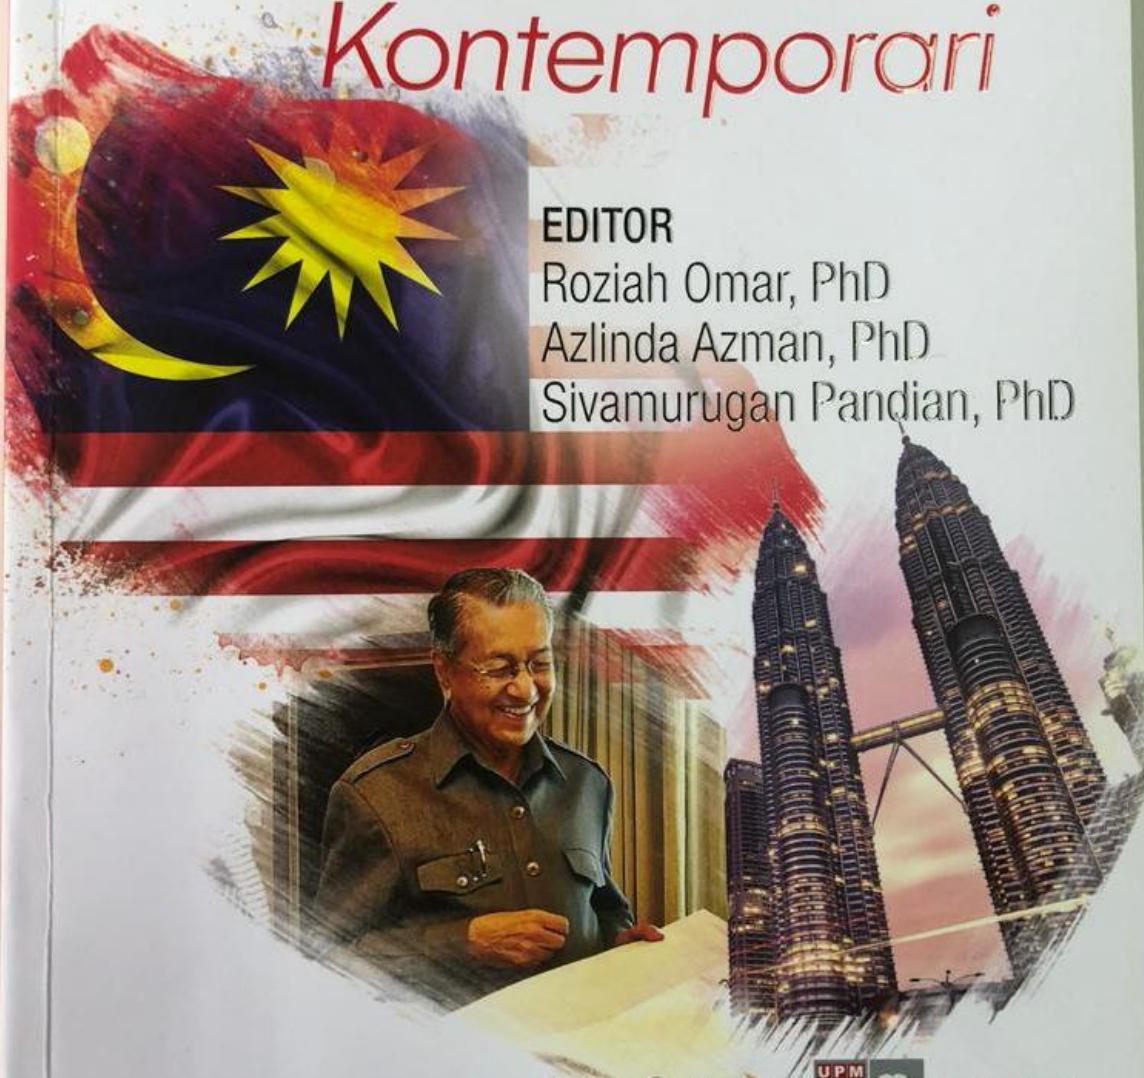 Kontemporari
EDITOR
Roziah Omar, PhD
Azlinda Azman, PhD
Sivamurugan Pandian, PhD
UPM